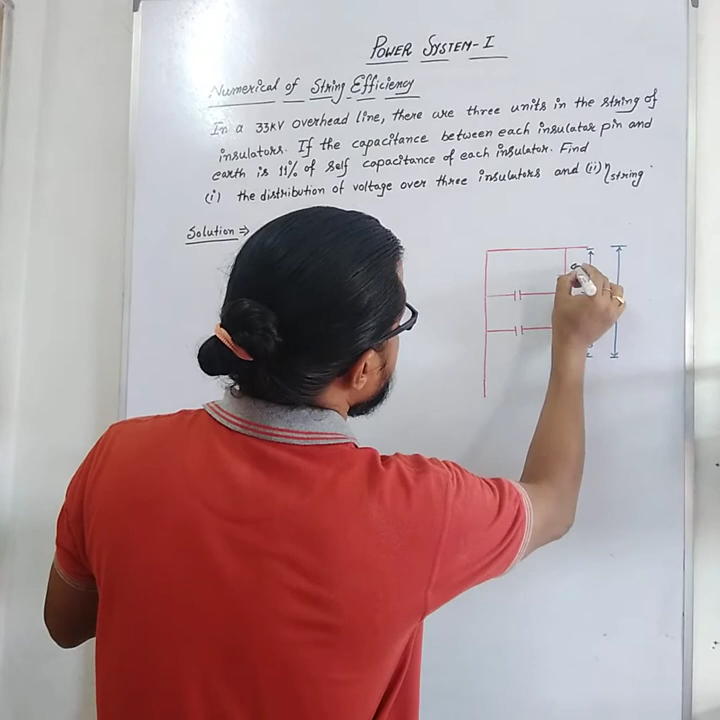 POWER SYSTEM-I
Numerical of String Efficiency
In a 33kV overhead line, there are three units in the string of
insulators. If the capacitance between each insulator pin and
earth is 11% of self capacitance of each insulator. Find
(i) the distribution of voltage over three insulators and (ii) ηstring.
Solution ⇒